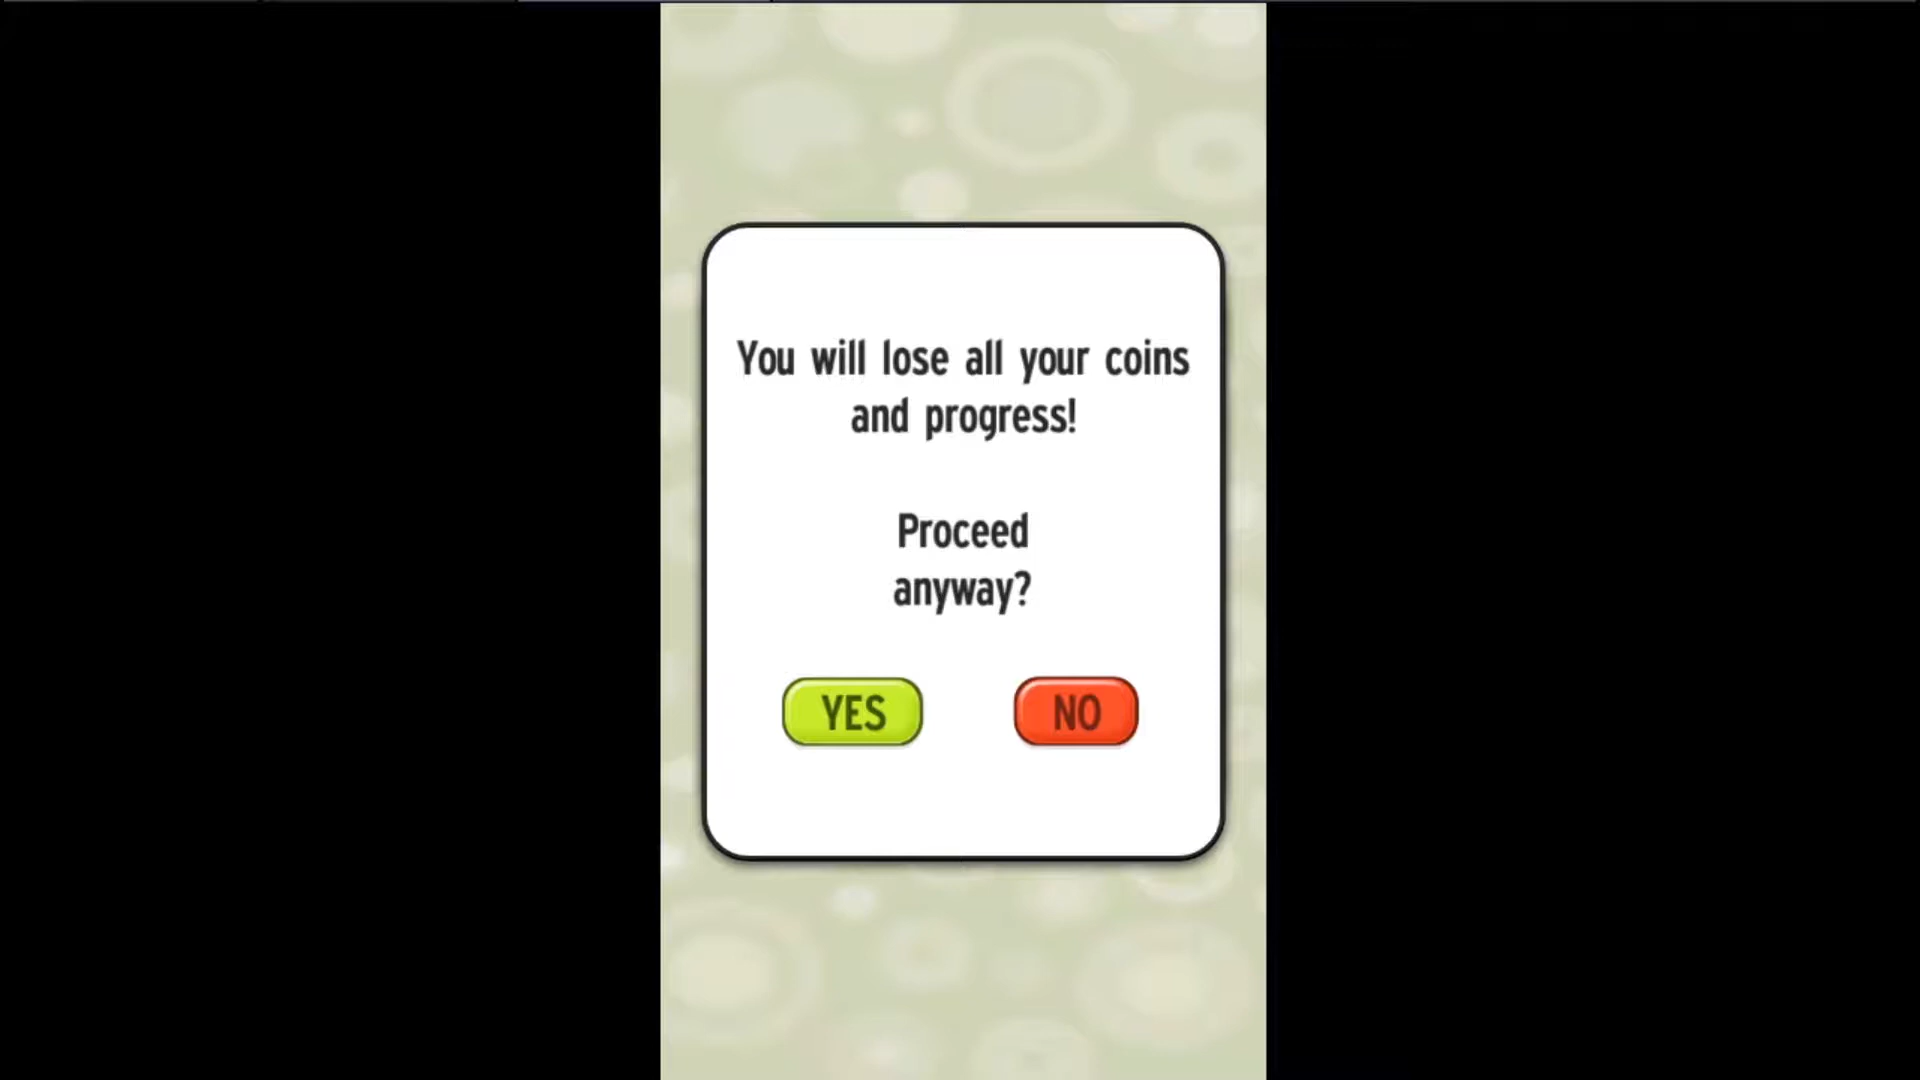 You will lose all your coins
and progress!
Proceed
anyway?
YES NO